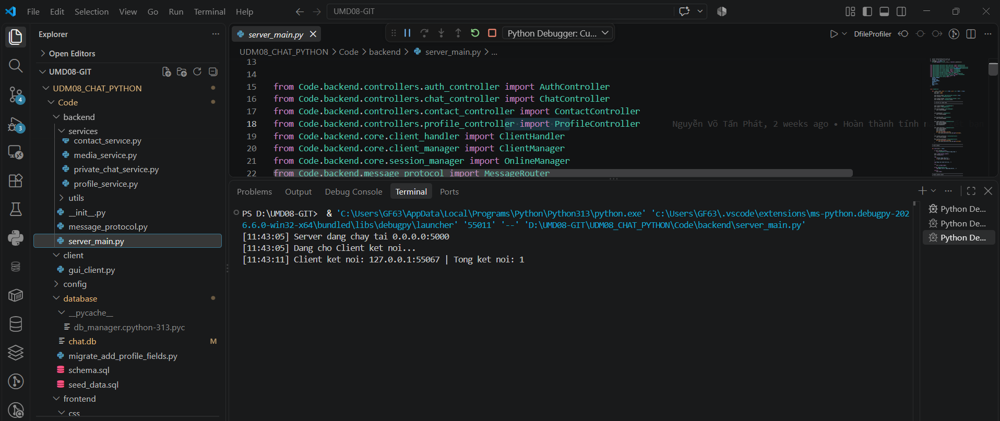 File Edit Selection View Go Run Terminal Help
UMD08-GIT
Explorer
Open Editors
UMD08-GIT
UDM08_CHAT_PYTHON
Code
backend
services
contact_service.py
media_service.py
private_chat_service.py
profile_service.py
utils
__init__.py
message_protocol.py
server_main.py
client
gui_client.py
config
database
__pycache__
db_manager.cpython-313.pyc
chat.db M
migrate_add_profile_fields.py
schema.sql
seed_data.sql
frontend
css
4
3
server_main.py
Python Debugger: Cu...
DfileProfiler
UDM08_CHAT_PYTHON > Code > backend > server_main.py > ...
13
14
15 from Code.backend.controllers.auth_controller import AuthController
16 from Code.backend.controllers.chat_controller import ChatController
17 from Code.backend.controllers.contact_controller import ContactController
18 from Code.backend.controllers.profile_controller import ProfileController Nguyễn Võ Tấn Phát, 2 weeks ago • Hoàn thành tính
19 from Code.backend.core.client_handler import ClientHandler
20 from Code.backend.core.client_manager import ClientManager
21 from Code.backend.core.session_manager import OnlineManager
22 from Code.backend.message_protocol import MessageRouter
Problems Output Debug Console Terminal Ports
PS D:\UMD08-GIT> & 'C:\Users\GF63\AppData\Local\Programs\Python\Python313\python.exe' 'c:\Users\GF63\.vscode\extensions\ms-python.debugpy-202
6.6.0-win32-x64\bundled\libs\debugpy\launcher' '55011' '--' 'D:\UMD08-GIT\UDM08_CHAT_PYTHON\Code\backend\server_main.py'
[11:43:05] Server dang chay tai 0.0.0.0:5000
[11:43:05] Dang cho Client ket noi...
[11:43:11] Client ket noi: 127.0.0.1:55067 | Tong ket noi: 1
Python De...
Python De...
Python De...